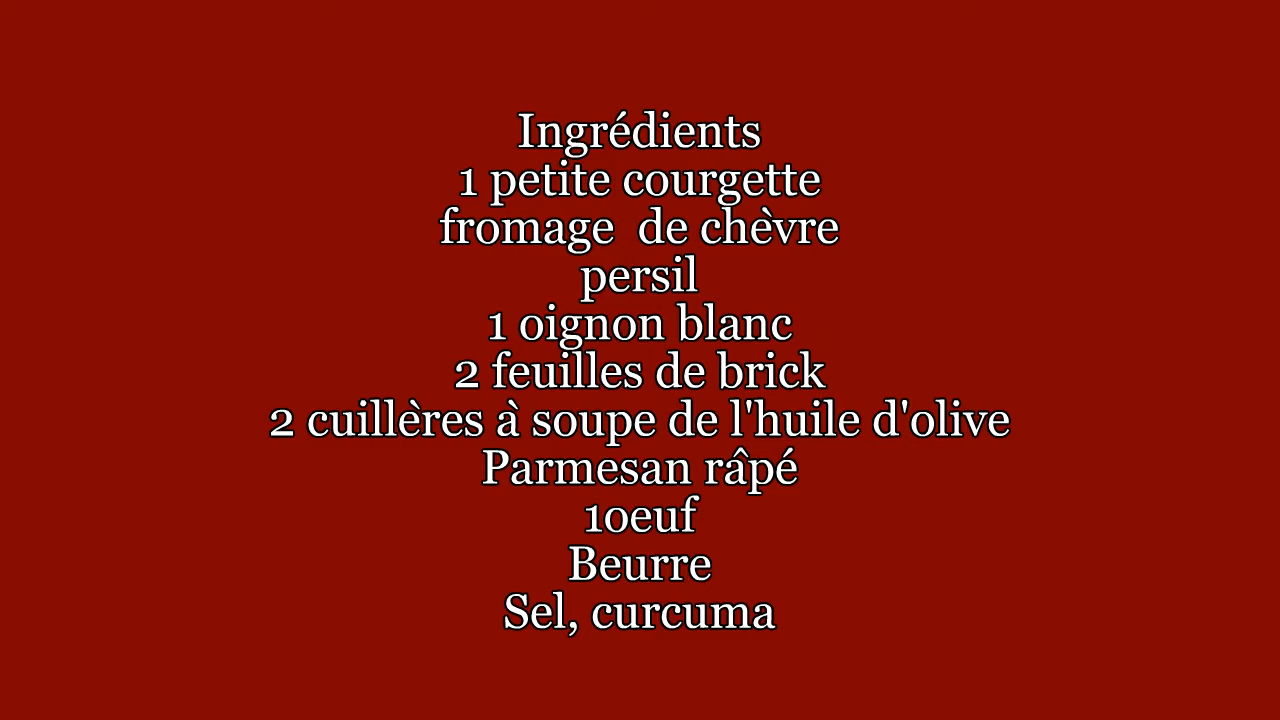 Ingrédients
1 petite courgette
fromage  de chèvre
persil
1 oignon blanc
2 feuilles de brick
2 cuillères à soupe de l'huile d'olive
Parmesan râpé
1oeuf
Beurre
Sel, curcuma